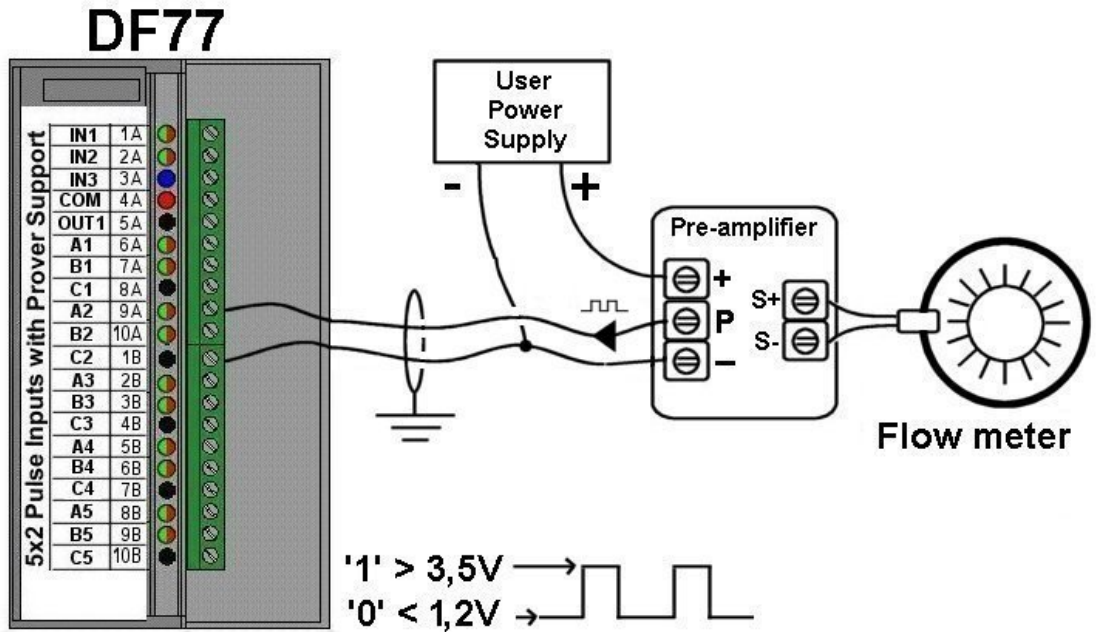 DF77
5x2 Pulse Inputs with Prover Support
IN1 1A
IN2 2A
IN3 3A
COM 4A
OUT1 5A
A1 6A
B1 7A
C1 8A
A2 9A
B2 10A
C2 1B
A3 2B
B3 3B
C3 4B
A4 5B
B4 6B
C4 7B
A5 8B
B5 9B
C5 10B
User
Power
Supply
- +
Pre-amplifier
+
P
-
S+
S-
Flow meter
'1' > 3,5V
'0' < 1,2V